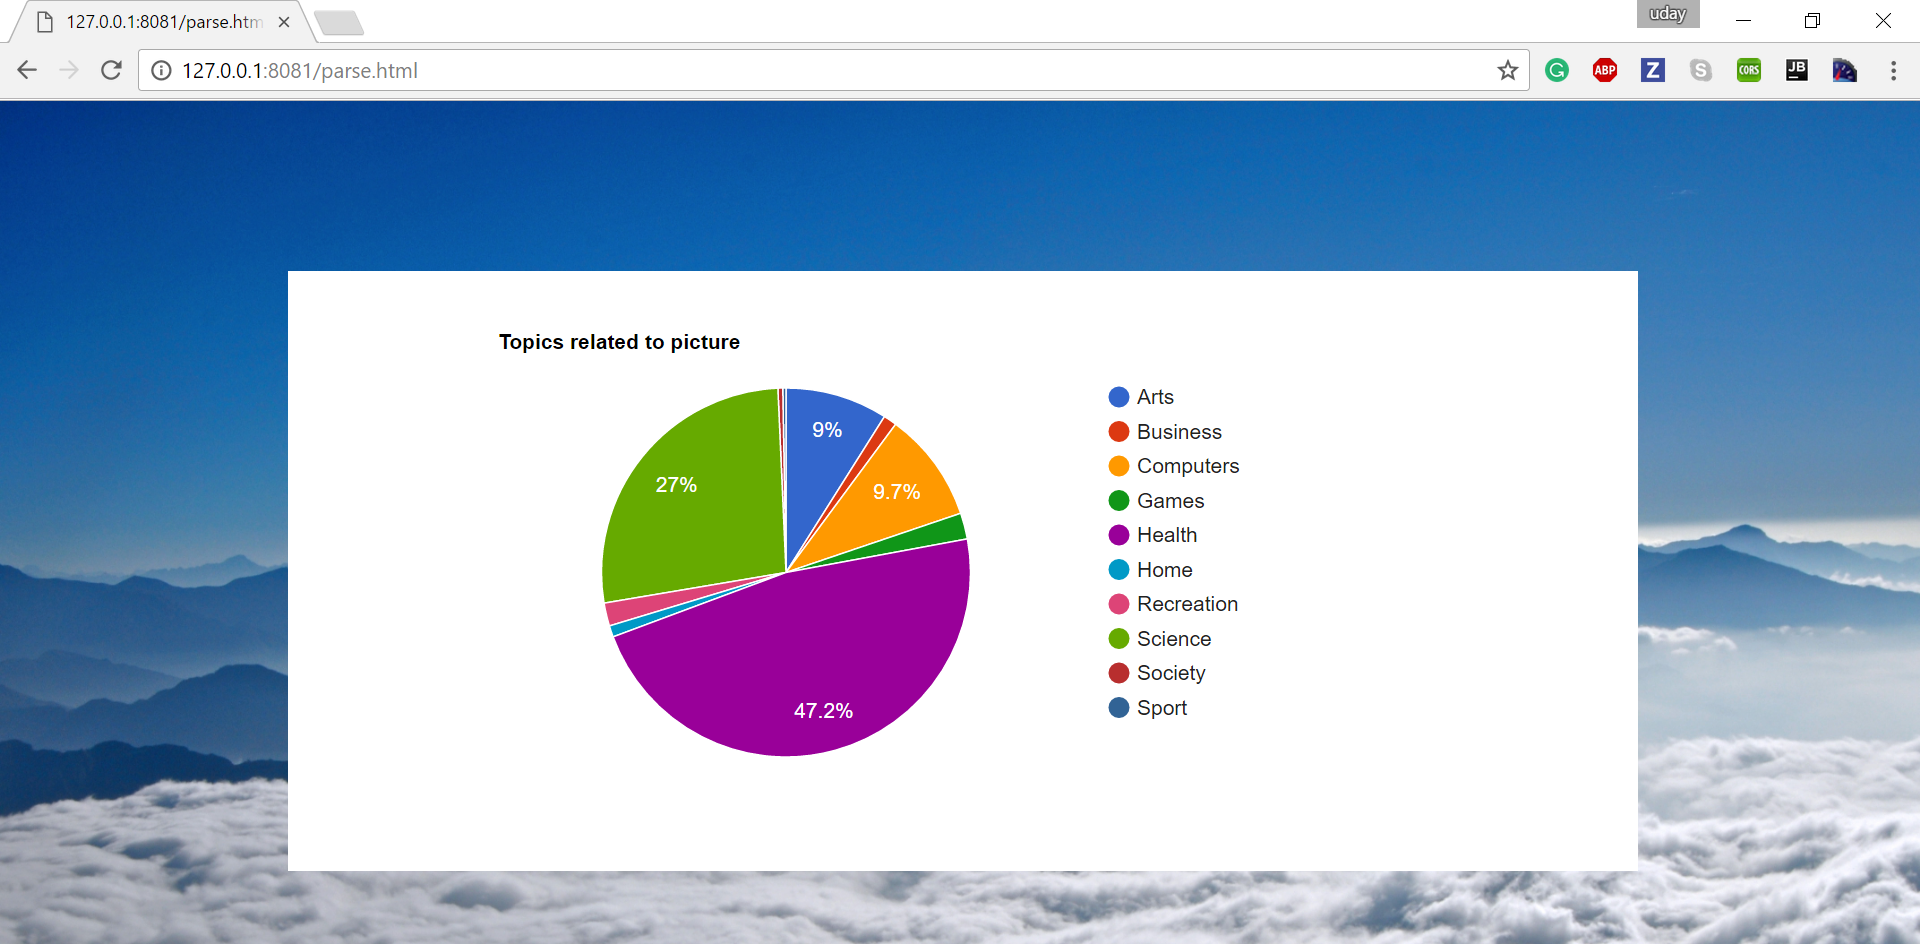 127.0.0.1:8081/parse.htm
uday
127.0.0.1:8081/parse.html
G
ABP
Z
S
CORS
JB
Topics related to picture
9%
9.7%
27%
47.2%
Arts
Business
Computers
Games
Health
Home
Recreation
Science
Society
Sport